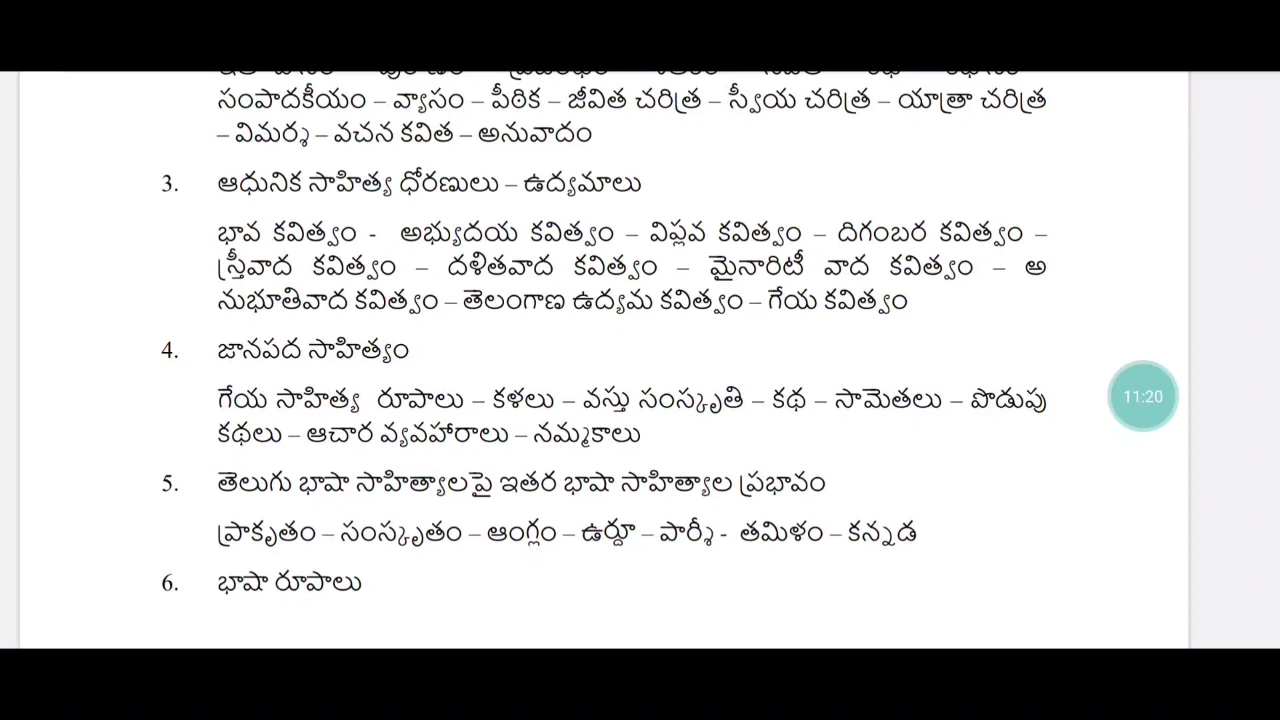 సంపాదకీయం – వ్యాసం – పీఠిక – జీవిత చరిత్ర – స్వీయ చరిత్ర – యాత్రా చరిత్ర
– విమర్శ – వచన కవిత – అనువాదం
3. ఆధునిక సాహిత్య ధోరణులు – ఉద్యమాలు
భావ కవిత్వం - అభ్యుదయ కవిత్వం – విప్లవ కవిత్వం – దిగంబర కవిత్వం –
స్త్రీవాద కవిత్వం – దళితవాద కవిత్వం – మైనారిటీ వాద కవిత్వం – అ
నుభూతివాద కవిత్వం – తెలంగాణ ఉద్యమ కవిత్వం – గేయ కవిత్వం
4. జానపద సాహిత్యం
గేయ సాహిత్య రూపాలు – కళలు – వస్తు సంస్కృతి – కథ – సామెతలు – పొడుపు
11:20
కథలు – ఆచార వ్యవహారాలు – నమ్మకాలు
5. తెలుగు భాషా సాహిత్యాలపై ఇతర భాషా సాహిత్యాల ప్రభావం
ప్రాకృతం – సంస్కృతం – ఆంగ్లం – ఉర్దూ – పార్శీ - తమిళం – కన్నడ
6. భాషా రూపాలు